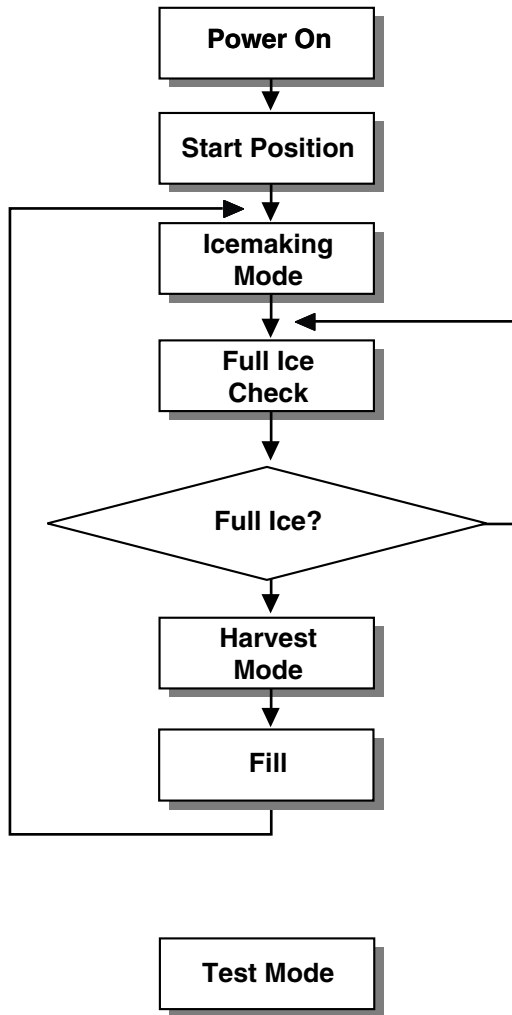 Power On
Start Position
Icemaking
Mode
Full Ice
Check
Full Ice?
Harvest
Mode
Fill
Test Mode